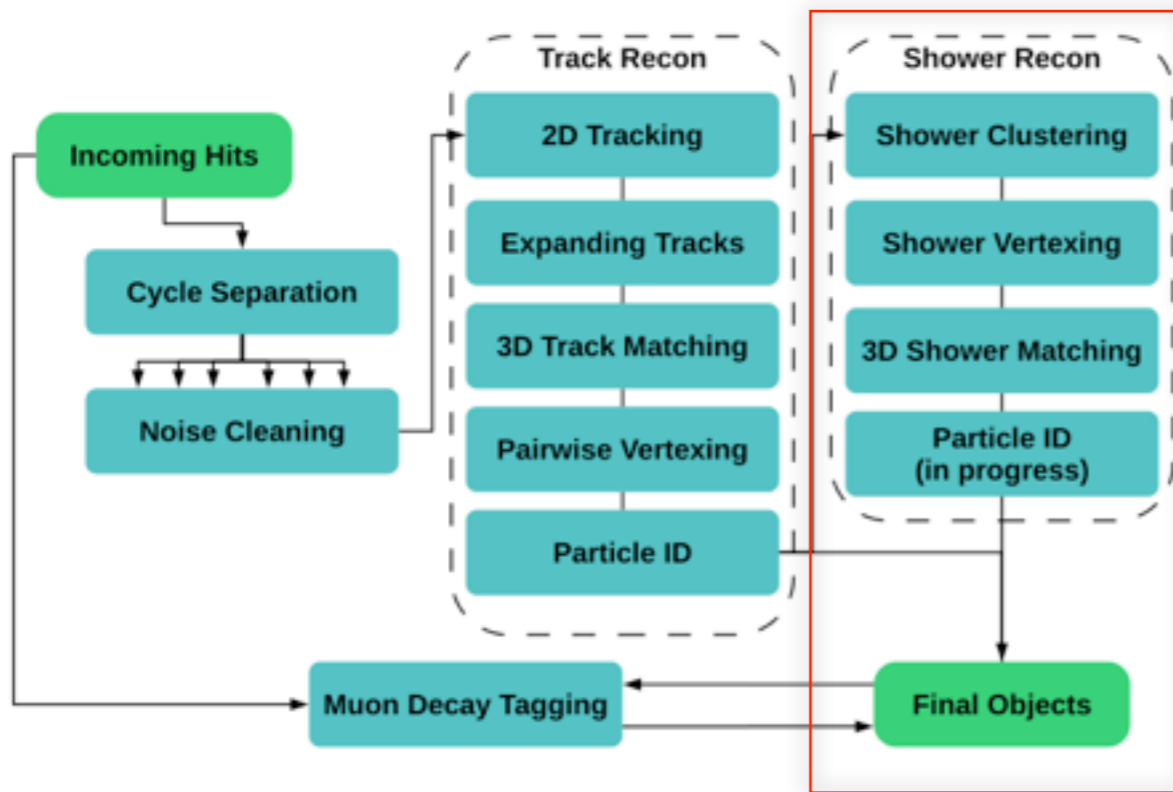 Incoming Hits
Cycle Separation
Noise Cleaning
Track Recon
2D Tracking
Expanding Tracks
3D Track Matching
Pairwise Vertexing
Particle ID
Shower Recon
Shower Clustering
Shower Vertexing
3D Shower Matching
Particle ID
(in progress)
Muon Decay Tagging
Final Objects